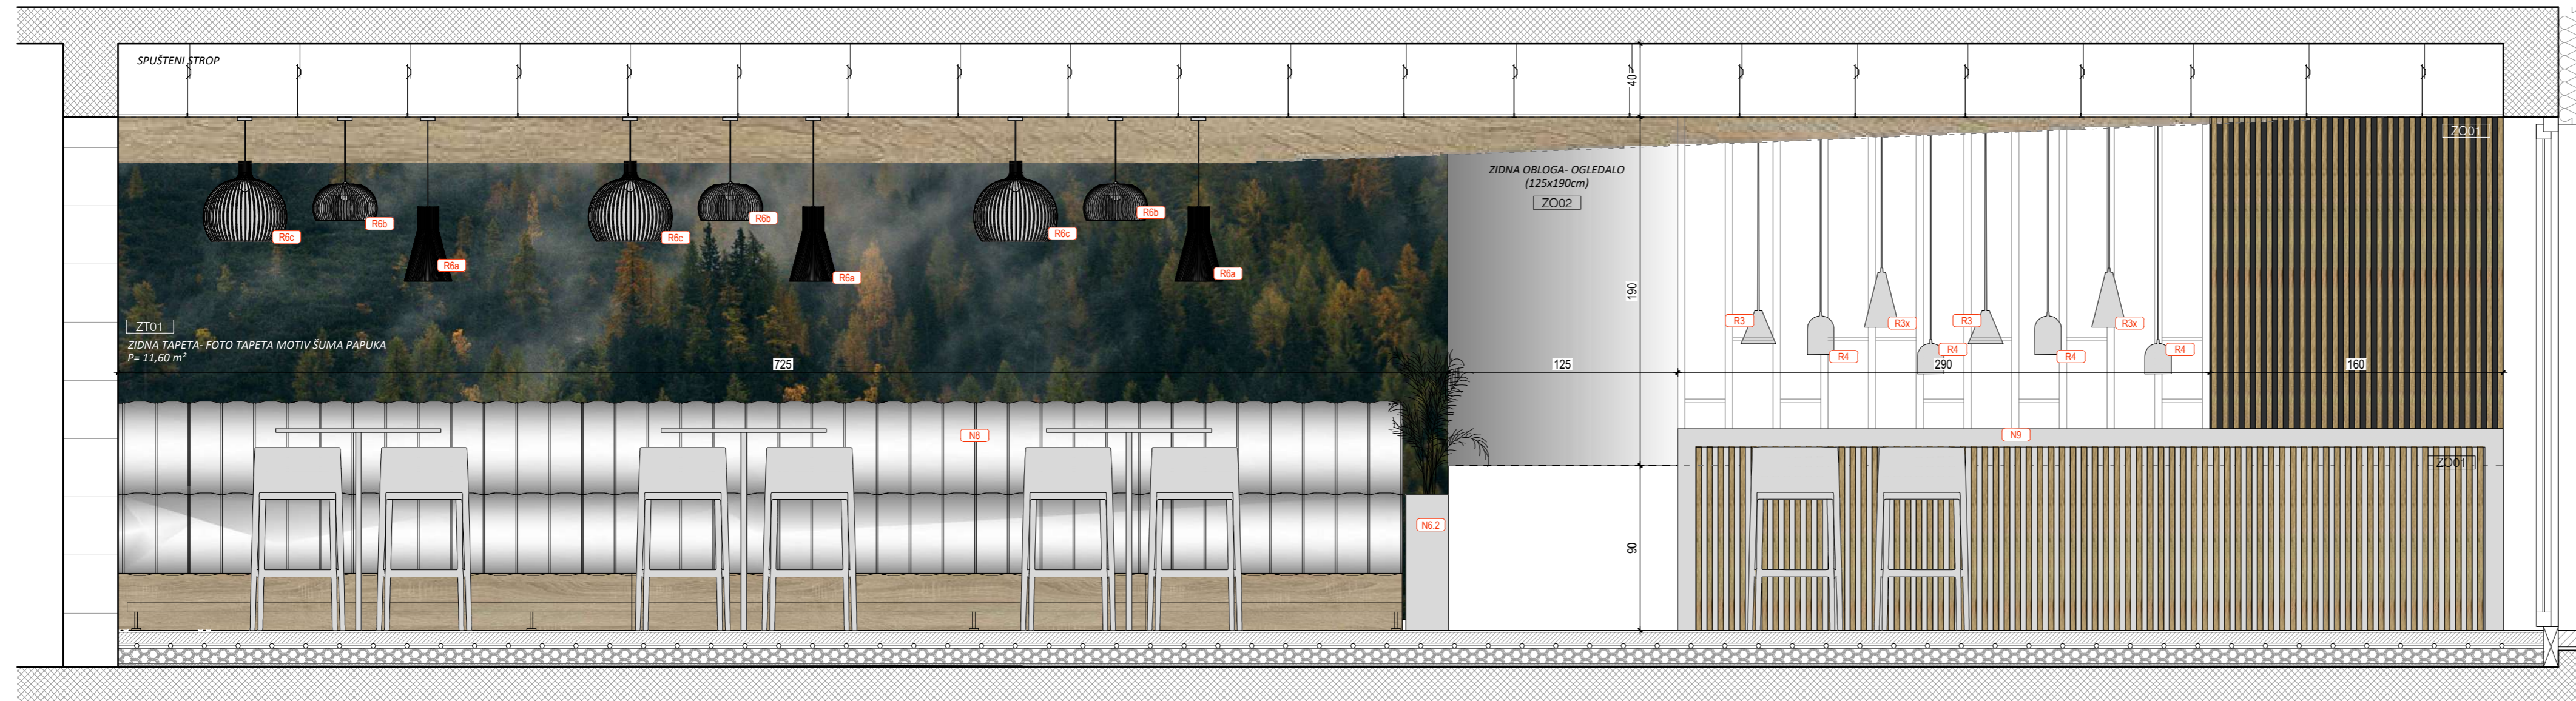 SPUŠTENI STROP
40
ZO01
ZIDNA OBLOGA- OGLEDALO
(125x190cm)
ZO02
R6c
R6b
R6a
R6c
R6b
R6a
R6c
R6b
R6a
190
R3
R4
R3x
R4
R3
R4
R3x
R4
ZT01
ZIDNA TAPETA- FOTO TAPETA MOTIV ŠUMA PAPUKA
P= 11,60 m²
725
125
290
160
N8
N9
ZO01
N6.2
90